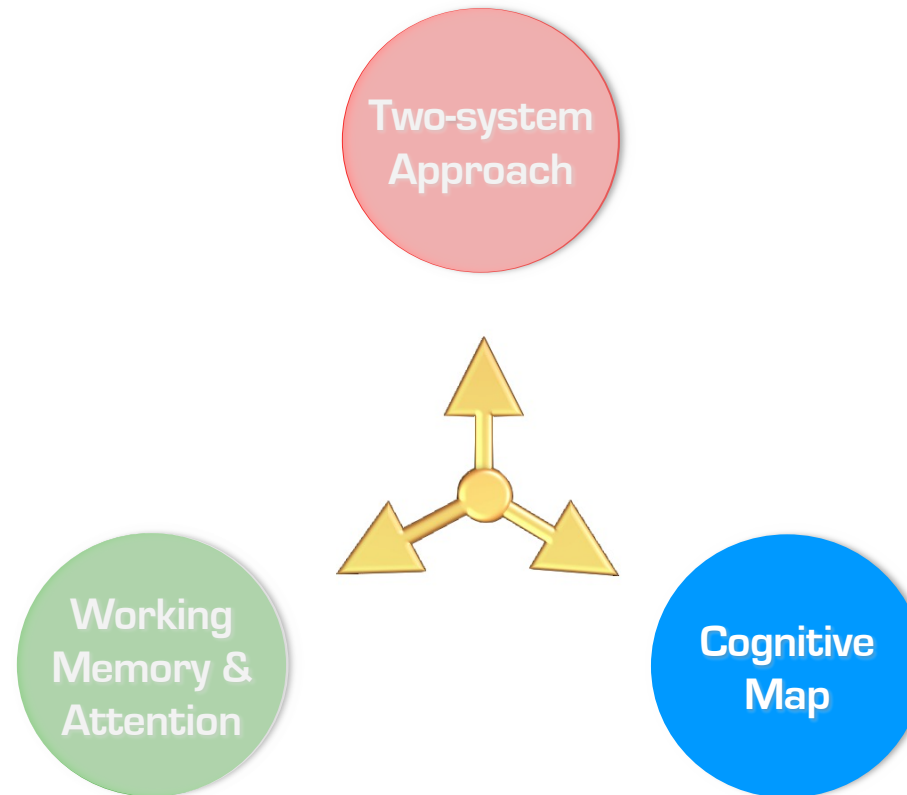 Two-system
Approach
Working
Memory &
Attention
Cognitive
Map